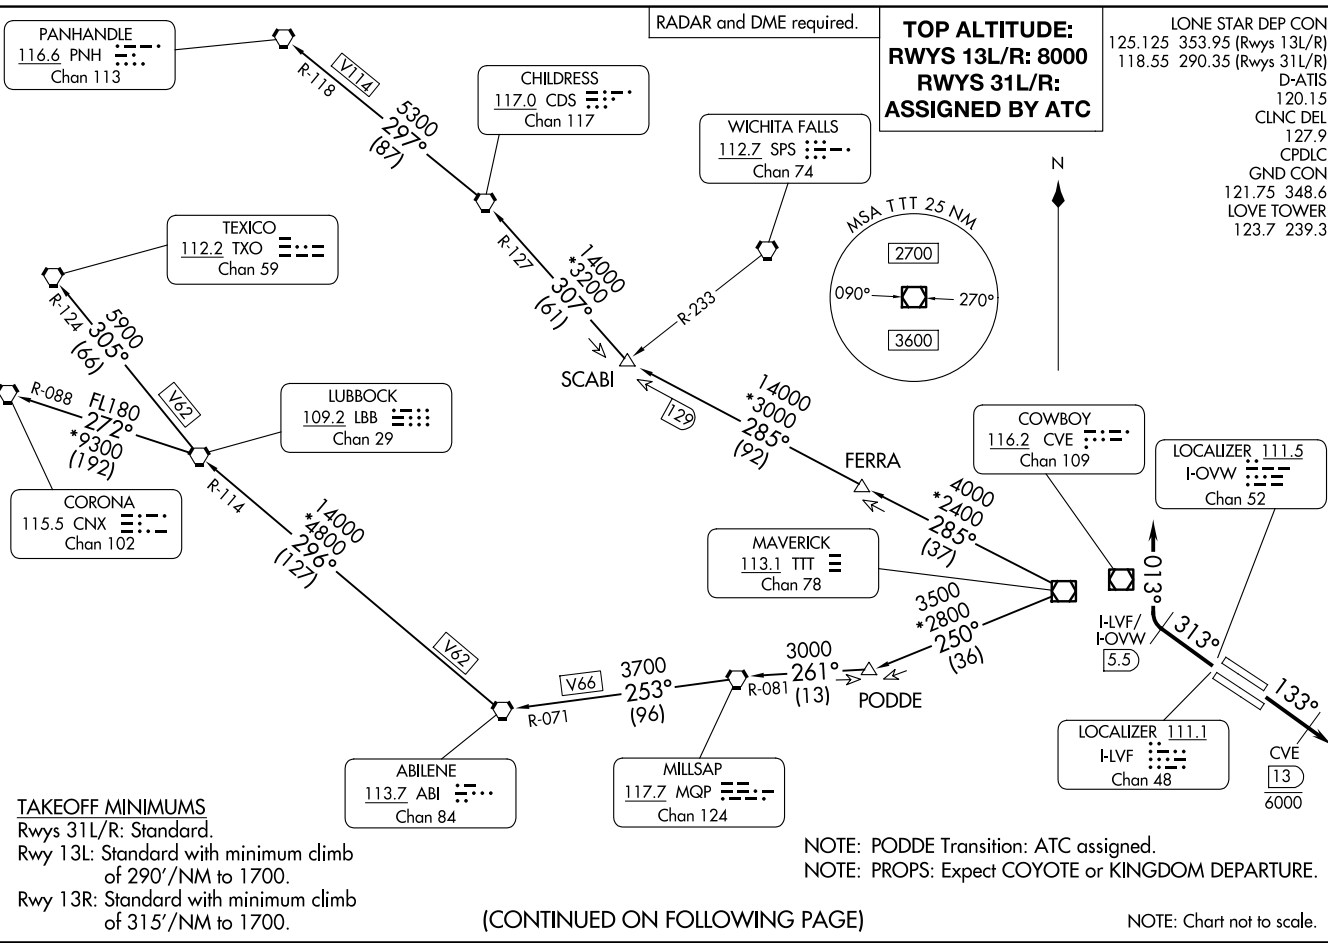 RADAR and DME required.
TOP ALTITUDE:
RWYS 13L/R: 8000
RWYS 31L/R:
ASSIGNED BY ATC
LONE STAR DEP CON
125.125 353.95 (Rwys 13L/R)
118.55 290.35 (Rwys 31L/R)
D-ATIS
120.15
CLNC DEL
127.9
CPDLC
GND CON
121.75 348.6
LOVE TOWER
123.7 239.3
PANHANDLE
116.6 PNH
Chan 113
V114
R-118
5300
297°
(87)
CHILDRESS
117.0 CDS
Chan 117
WICHITA FALLS
112.7 SPS
Chan 74
N
MSA TTT 25 NM
2700
090°
270°
3600
TEXICO
112.2 TXO
Chan 59
R-127
14000
*3200
307°
(61)
R-233
SCABI
129
R-124
5900
305°
(66)
V62
R-088
FL180
272°
*9300
(192)
LUBBOCK
109.2 LBB
Chan 29
14000
*3000
285°
(92)
FERRA
COWBOY
116.2 CVE
Chan 109
LOCALIZER 111.5
I-OVW
Chan 52
CORONA
115.5 CNX
Chan 102
R-114
14000
*4800
296°
(127)
4000
*2400
285°
(37)
MAVERICK
113.1 TTT
Chan 78
013°
3500
*2800
250°
(36)
I-LVF/
I-OVW
5.5
313°
V62
V66
3700
253°
(96)
R-071
3000
261°
(13)
R-081
PODDE
133°
CVE
13
6000
LOCALIZER 111.1
I-LVF
Chan 48
ABILENE
113.7 ABI
Chan 84
MILLSAP
117.7 MQP
Chan 124
TAKEOFF MINIMUMS
Rwys 31L/R: Standard.
Rwy 13L: Standard with minimum climb
of 290'/NM to 1700.
Rwy 13R: Standard with minimum climb
of 315'/NM to 1700.
NOTE: PODDE Transition: ATC assigned.
NOTE: PROPS: Expect COYOTE or KINGDOM DEPARTURE.
(CONTINUED ON FOLLOWING PAGE)
NOTE: Chart not to scale.